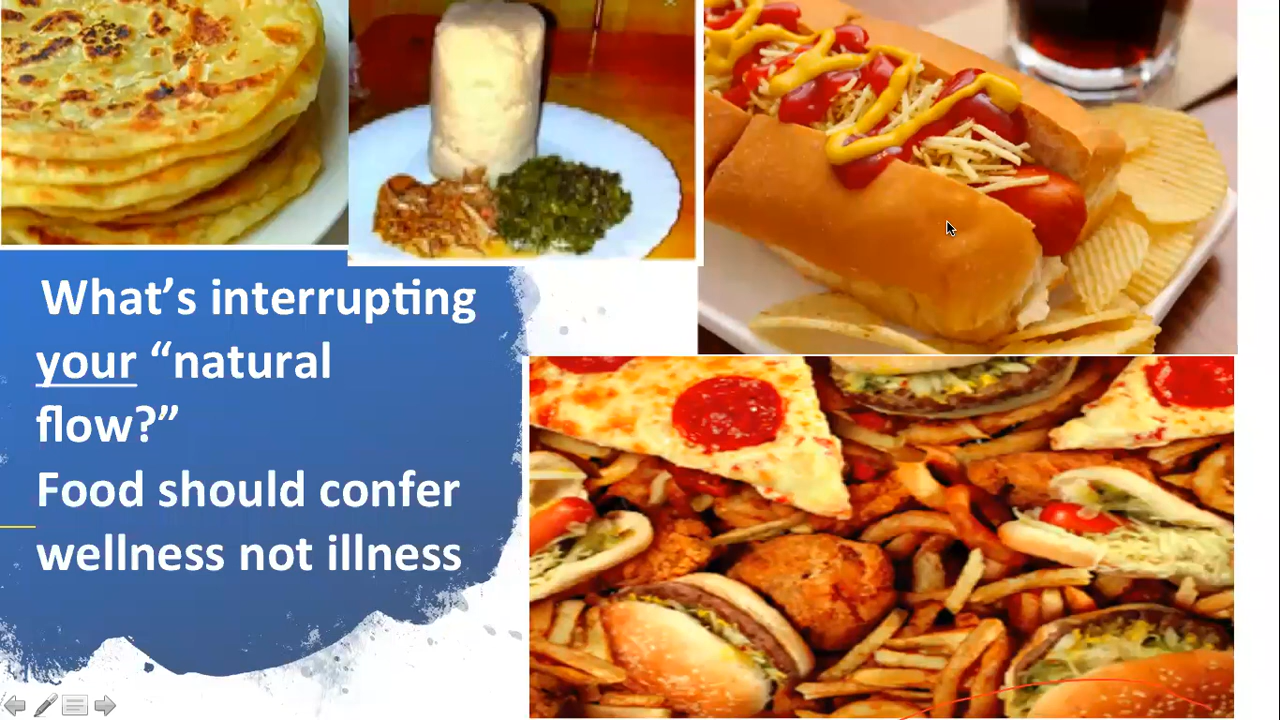 What’s interrupting
your “natural
flow?”
Food should confer
wellness not illness